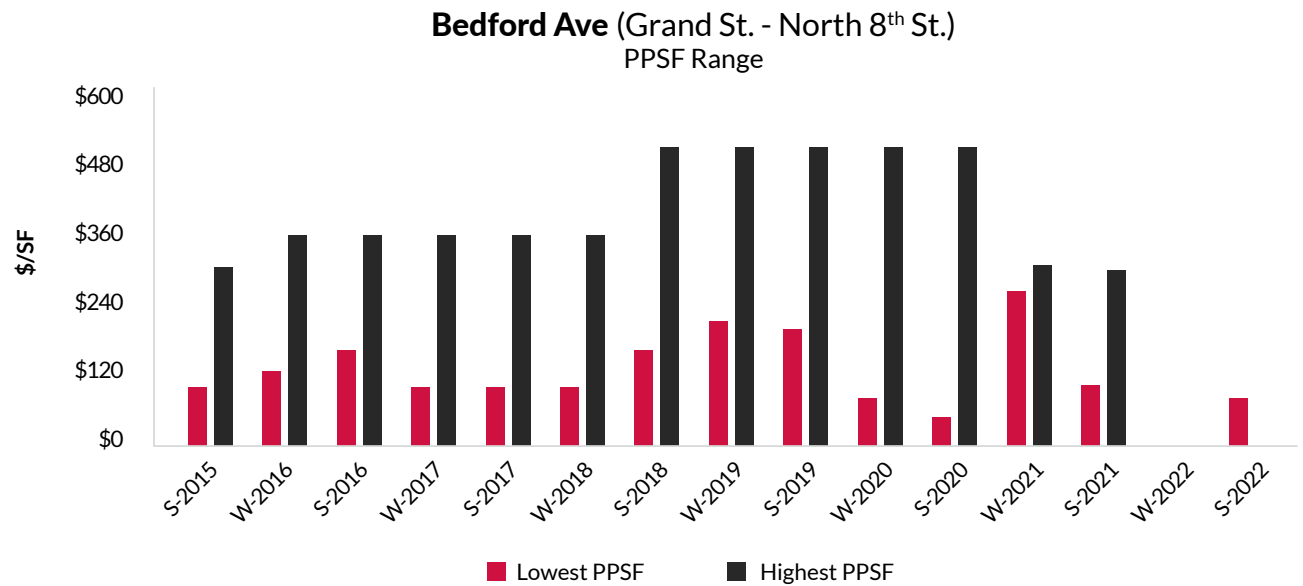 Bedford Ave (Grand St. - North 8th St.)
PPSF Range
$/SF
$600
$480
$360
$240
$120
$0
S-2015
W-2016
S-2016
W-2017
S-2017
W-2018
S-2018
W-2019
S-2019
W-2020
S-2020
W-2021
S-2021
W-2022
S-2022
Lowest PPSF
Highest PPSF